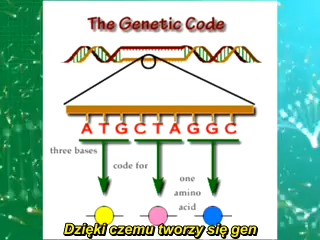 The Genetic Code
A T G C T A G G C
three bases
code for
one
amino
acid
Dzięki czemu tworzy się gen